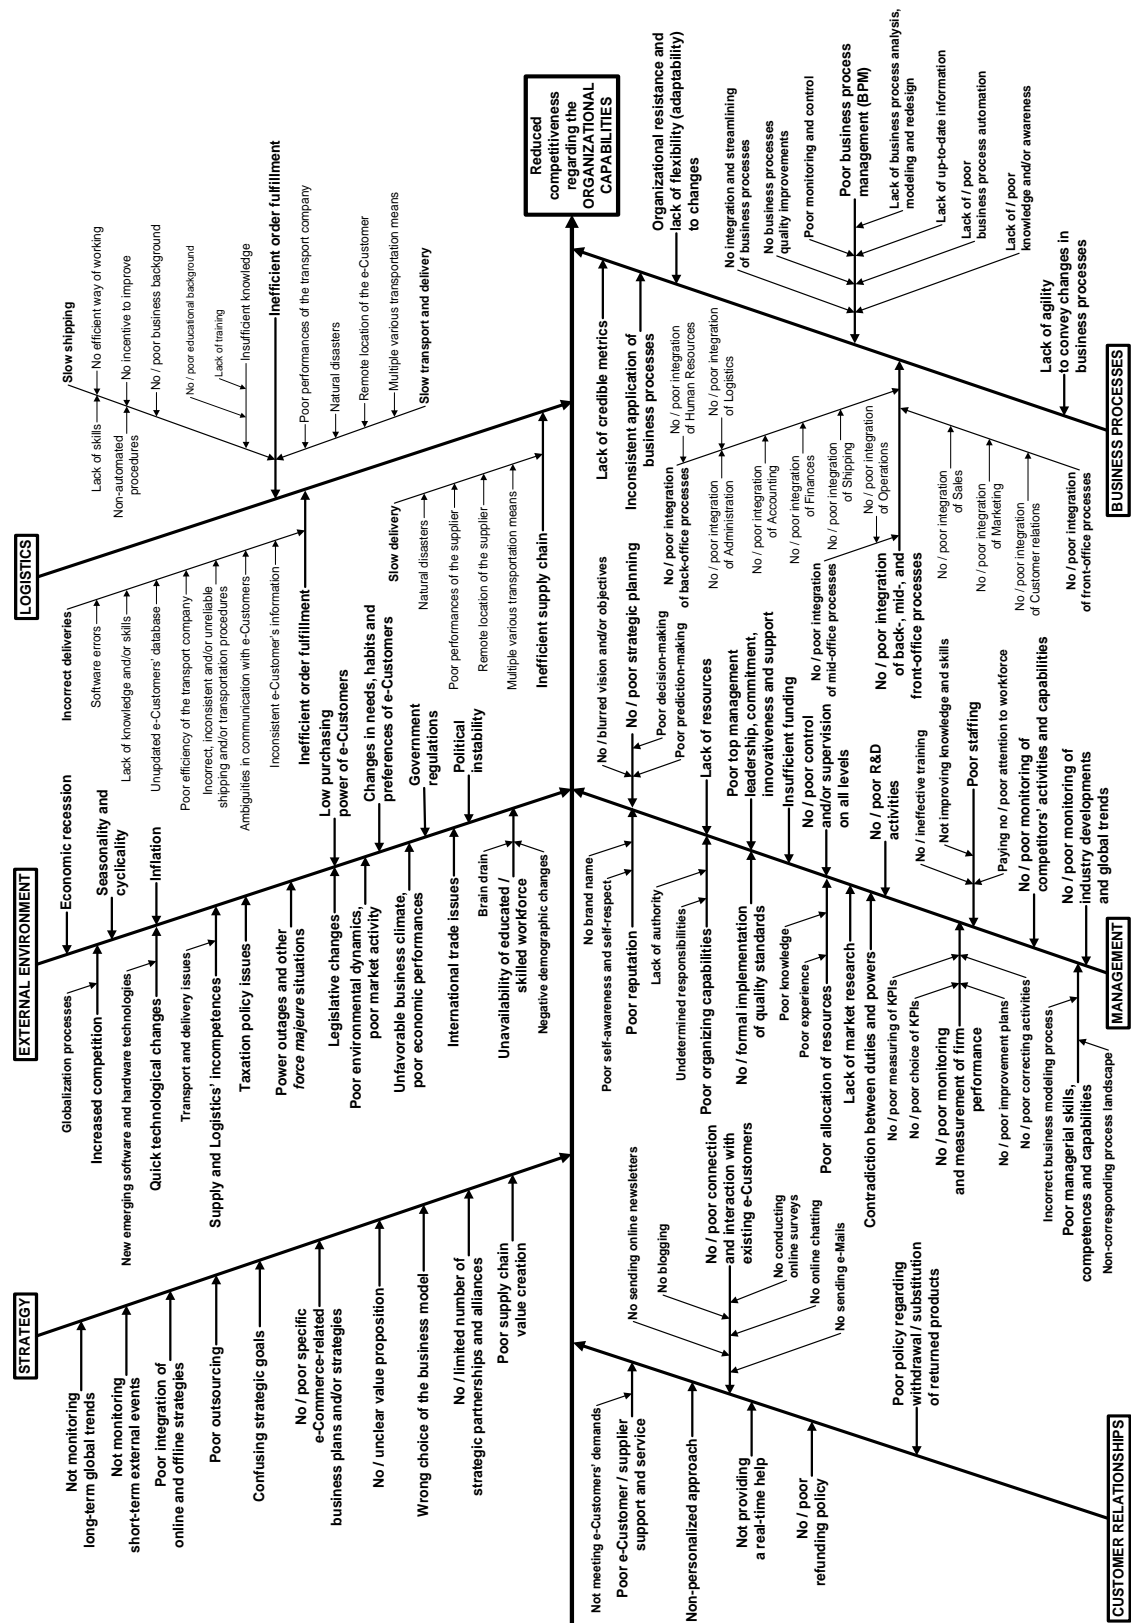 STRATEGY
Not monitoring
long-term global trends
Not monitoring
short-term external events
Poor integration of
online and offline strategies
Poor outsourcing
Confusing strategic goals
No / poor specific
e-Commerce-related
business plans and/or strategies
No / unclear value proposition
Wrong choice of the business model
No / limited number of
strategic partnerships and alliances
Poor supply chain
value creation
EXTERNAL ENVIRONMENT
Globalization processes
Increased competition
New emerging software and hardware technologies
Quick technological changes
Transport and delivery issues
Supply and Logistics' incompetences
Taxation policy issues
Power outages and other
force majeure situations
Legislative changes
Poor environmental dynamics,
poor market activity
Unfavorable business climate,
poor economic performances
International trade issues
Brain drain
Unavailability of educated /
skilled workforce
Negative demographic changes
Economic recession
Seasonality and
cyclicality
Inflation
Low purchasing
power of e-Customers
Changes in needs, habits and
preferences of e-Customers
Government
regulations
Political
instability
LOGISTICS
Incorrect deliveries
Software errors
Lack of knowledge and/or skills
Unupdated e-Customers' database
Poor efficiency of the transport company
Incorrect, inconsistent and/or unreliable
shipping and/or transportation procedures
Ambiguities in communication with e-Customers
Inconsistent e-Customer's information
Inefficient order fulfillment
Slow delivery
Natural disasters
Poor performances of the supplier
Remote location of the supplier
Multiple various transportation means
Inefficient supply chain
Slow shipping
Lack of skills
No efficient way of working
Non-automated
procedures
No incentive to improve
No / poor business background
No / poor educational background
Lack of training
Insufficient knowledge
Inefficient order fulfillment
Poor performances of the transport company
Natural disasters
Remote location of the e-Customer
Multiple various transportation means
Slow transport and delivery
Reduced
competitiveness
regarding the
ORGANIZATIONAL
CAPABILITIES
Not meeting e-Customers' demands
Poor e-Customer / supplier
support and service
Non-personalized approach
Not providing
a real-time help
No / poor
refunding policy
No sending online newsletters
No blogging
No / poor connection
and interaction with
existing e-Customers
No conducting
online surveys
No online chatting
No sending e-Mails
Poor policy regarding
withdrawal / substitution
of returned products
CUSTOMER RELATIONSHIPS
No brand name
Poor self-awareness and self-respect
Poor reputation
Lack of authority
Undetermined responsibilities
Poor organizing capabilities
No / formal implementation
of quality standards
Poor knowledge
Poor experience
Poor allocation of resources
Lack of market research
Contradiction between duties and powers
No / poor measuring of KPIs
No / poor choice of KPIs
No / poor monitoring
and measurement of firm
performance
No / poor improvement plans
No / poor correcting activities
Incorrect business modeling process
Poor managerial skills,
competences and capabilities
Non-corresponding process landscape
No / blurred vision and/or objectives
No / poor strategic planning
Poor decision-making
Poor prediction-making
Lack of resources
Poor top management
leadership, commitment,
innovativeness and support
Insufficient funding
No / poor control
and/or supervision
on all levels
No / poor R&D
activities
No / ineffective training
Not improving knowledge and skills
Poor staffing
Paying no / poor attention to workforce
No / poor monitoring of
competitors' activities and capabilities
No / poor monitoring of
industry developments
and global trends
MANAGEMENT
Lack of credible metrics
Inconsistent application of
business processes
No / poor integration
of back-office processes
No / poor integration
of Human Resources
No / poor integration
of Administration
No / poor integration
of Logistics
No / poor integration
of Accounting
No / poor integration
of Finances
No / poor integration
of Shipping
No / poor integration
of mid-office processes
No / poor integration
of Operations
No / poor integration
of back-, mid-, and
front-office processes
No / poor integration
of Sales
No / poor integration
of Marketing
No / poor integration
of Customer relations
No / poor integration
of front-office processes
Organizational resistance and
lack of flexibility (adaptability)
to changes
No integration and streamlining
of business processes
No business processes
quality improvements
Poor monitoring and control
Poor business process
management (BPM)
Lack of business process analysis,
modeling and redesign
Lack of up-to-date information
Lack of / poor
business process automation
Lack of / poor
knowledge and/or awareness
Lack of agility
to convey changes in
business processes
BUSINESS PROCESSES